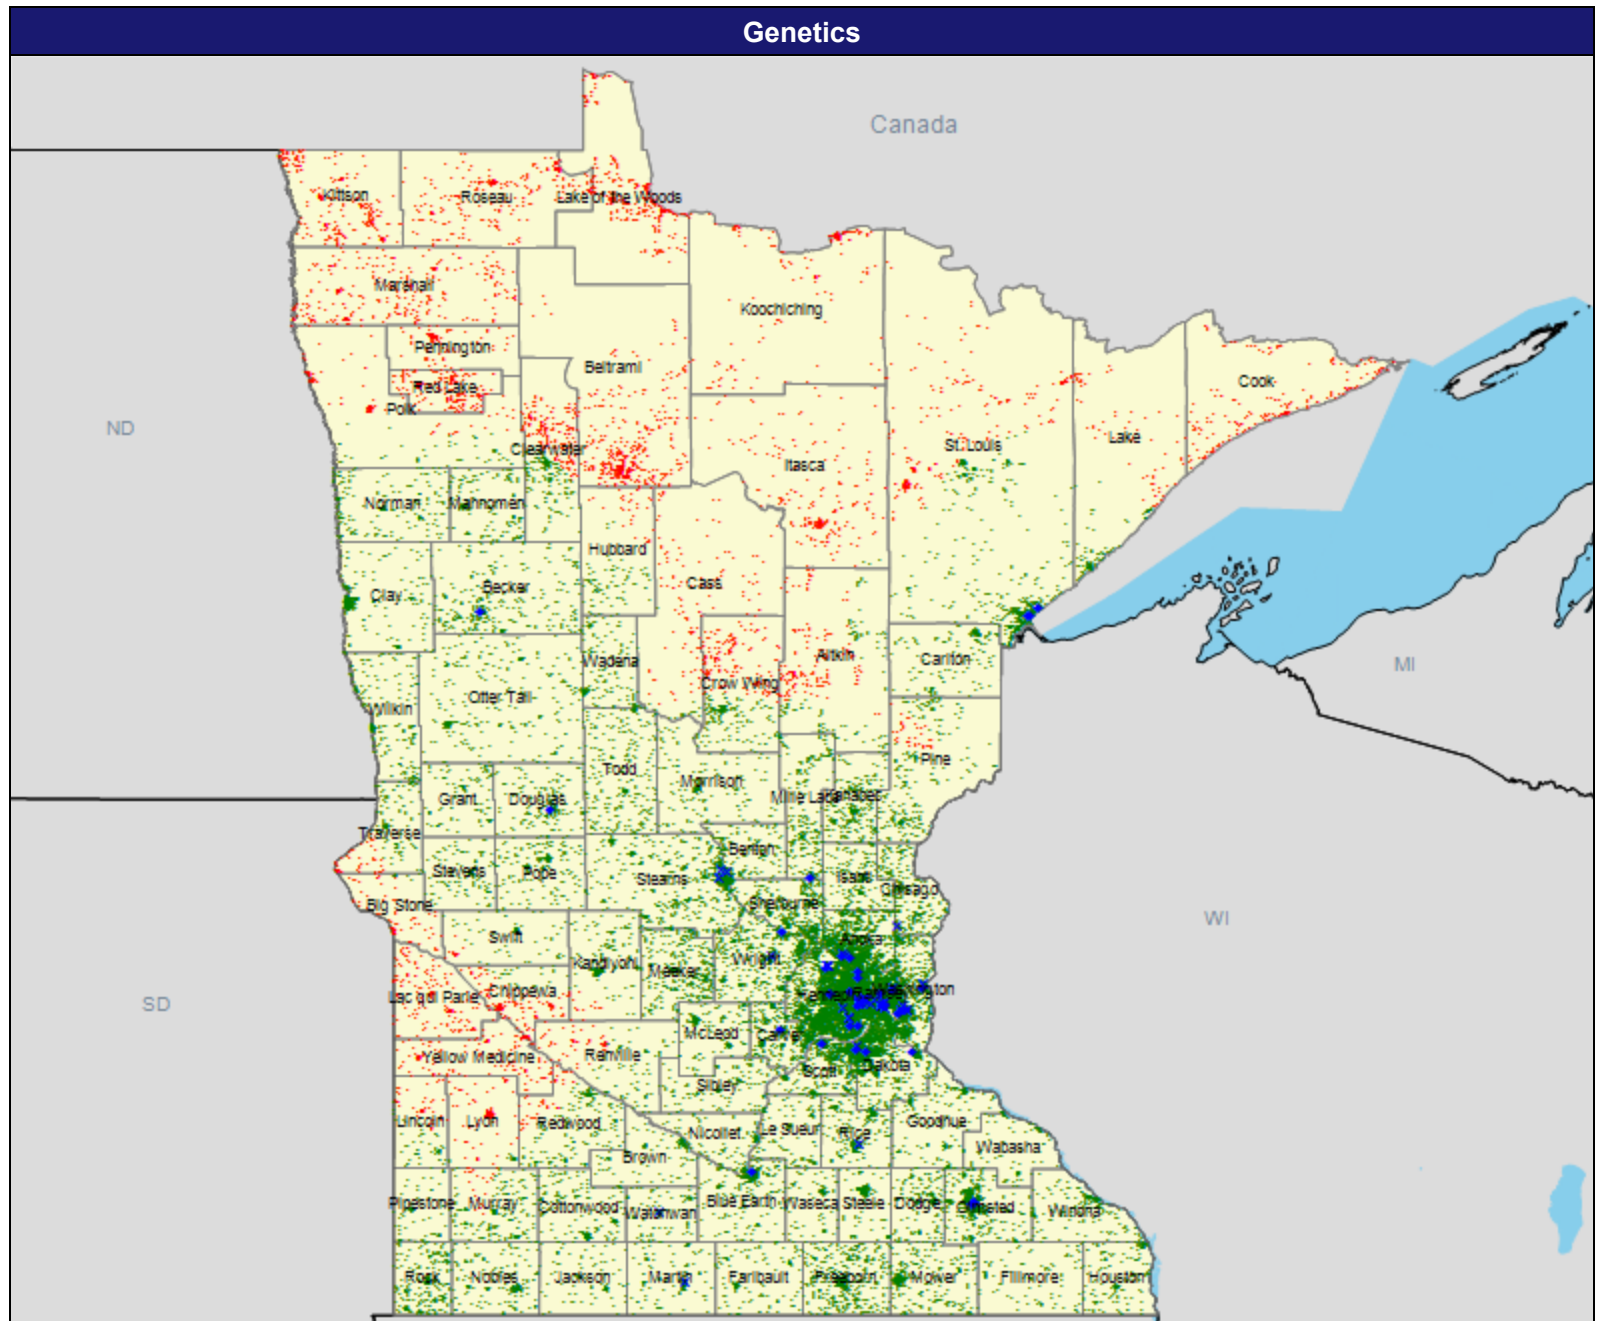 Genetics
Canada
Kittson
Roseau
Lake of the Woods
Marshall
Koochiching
Pennington
Beltrami
Red Lake
Cook
Polk
ND
Lake
Clearwater
St. Louis
Itasca
Norman
Mahnomen
Hubbard
Cass
Becker
Clay
Aitkin
Carlton
Wadena
MI
Crow Wing
Otter Tail
Wilkin
Pine
Todd
Morrison
Mille Lacs
Kanabec
Grant
Douglas
Traverse
Benton
Stevens
Pope
Stearns
Isanti
Chisago
Big Stone
Sherburne
WI
Swift
Anoka
Wright
Kandiyohi
Meeker
Hennepin
Ramsey
Washington
Chippewa
Lac qui Parle
SD
McLeod
Carver
Yellow Medicine
Renville
Scott
Dakota
Sibley
Lincoln
Lyon
Redwood
Nicollet
Le Sueur
Rice
Goodhue
Wabasha
Brown
Pipestone
Murray
Cottonwood
Watonwan
Blue Earth
Waseca
Steele
Dodge
Olmsted
Winona
Rock
Nobles
Jackson
Martin
Faribault
Freeborn
Mower
Fillmore
Houston